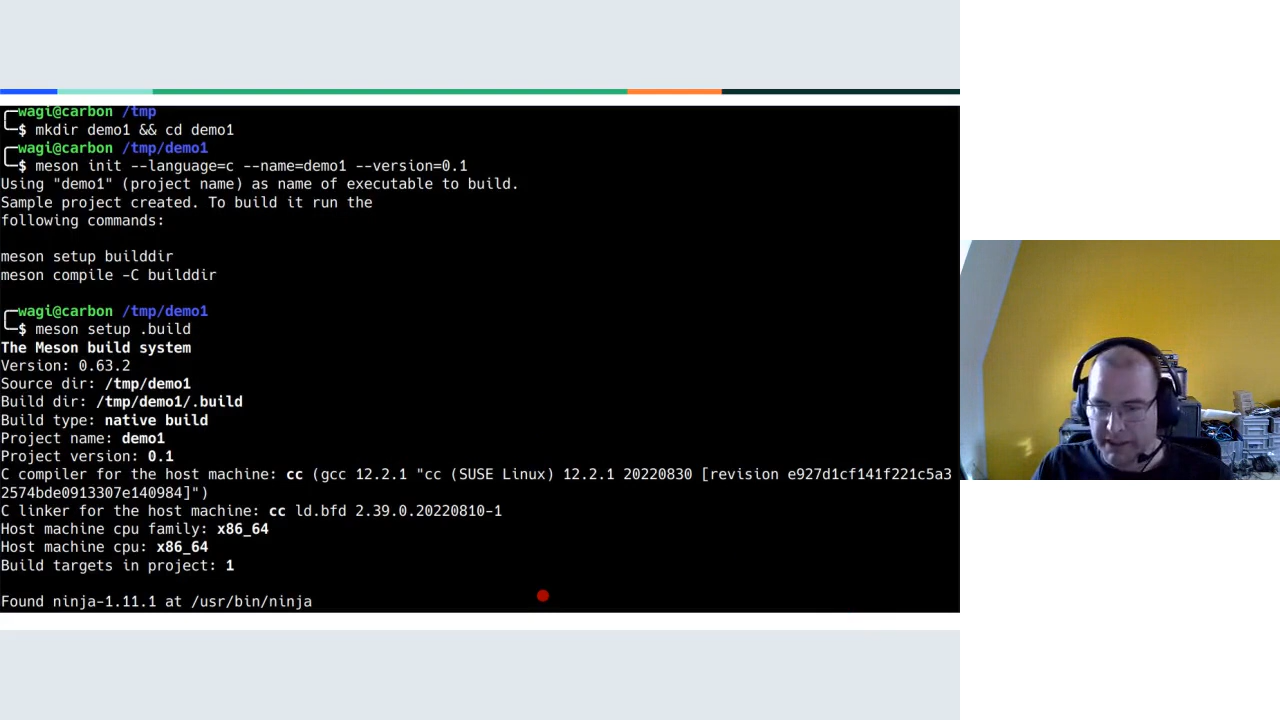 wagi@carbon /tmp
$ mkdir demo1 && cd demo1
wagi@carbon /tmp/demo1
$ meson init --language=c --name=demo1 --version=0.1
Using "demo1" (project name) as name of executable to build.
Sample project created. To build it run the
following commands:
meson setup builddir
meson compile -C builddir
wagi@carbon /tmp/demo1
$ meson setup .build
The Meson build system
Version: 0.63.2
Source dir: /tmp/demo1
Build dir: /tmp/demo1/.build
Build type: native build
Project name: demo1
Project version: 0.1
C compiler for the host machine: cc (gcc 12.2.1 "cc (SUSE Linux) 12.2.1 20220830 [revision e927d1cf141f221c5a3
2574bde0913307e140984]")
C linker for the host machine: cc ld.bfd 2.39.0.20220810-1
Host machine cpu family: x86_64
Host machine cpu: x86_64
Build targets in project: 1
Found ninja-1.11.1 at /usr/bin/ninja